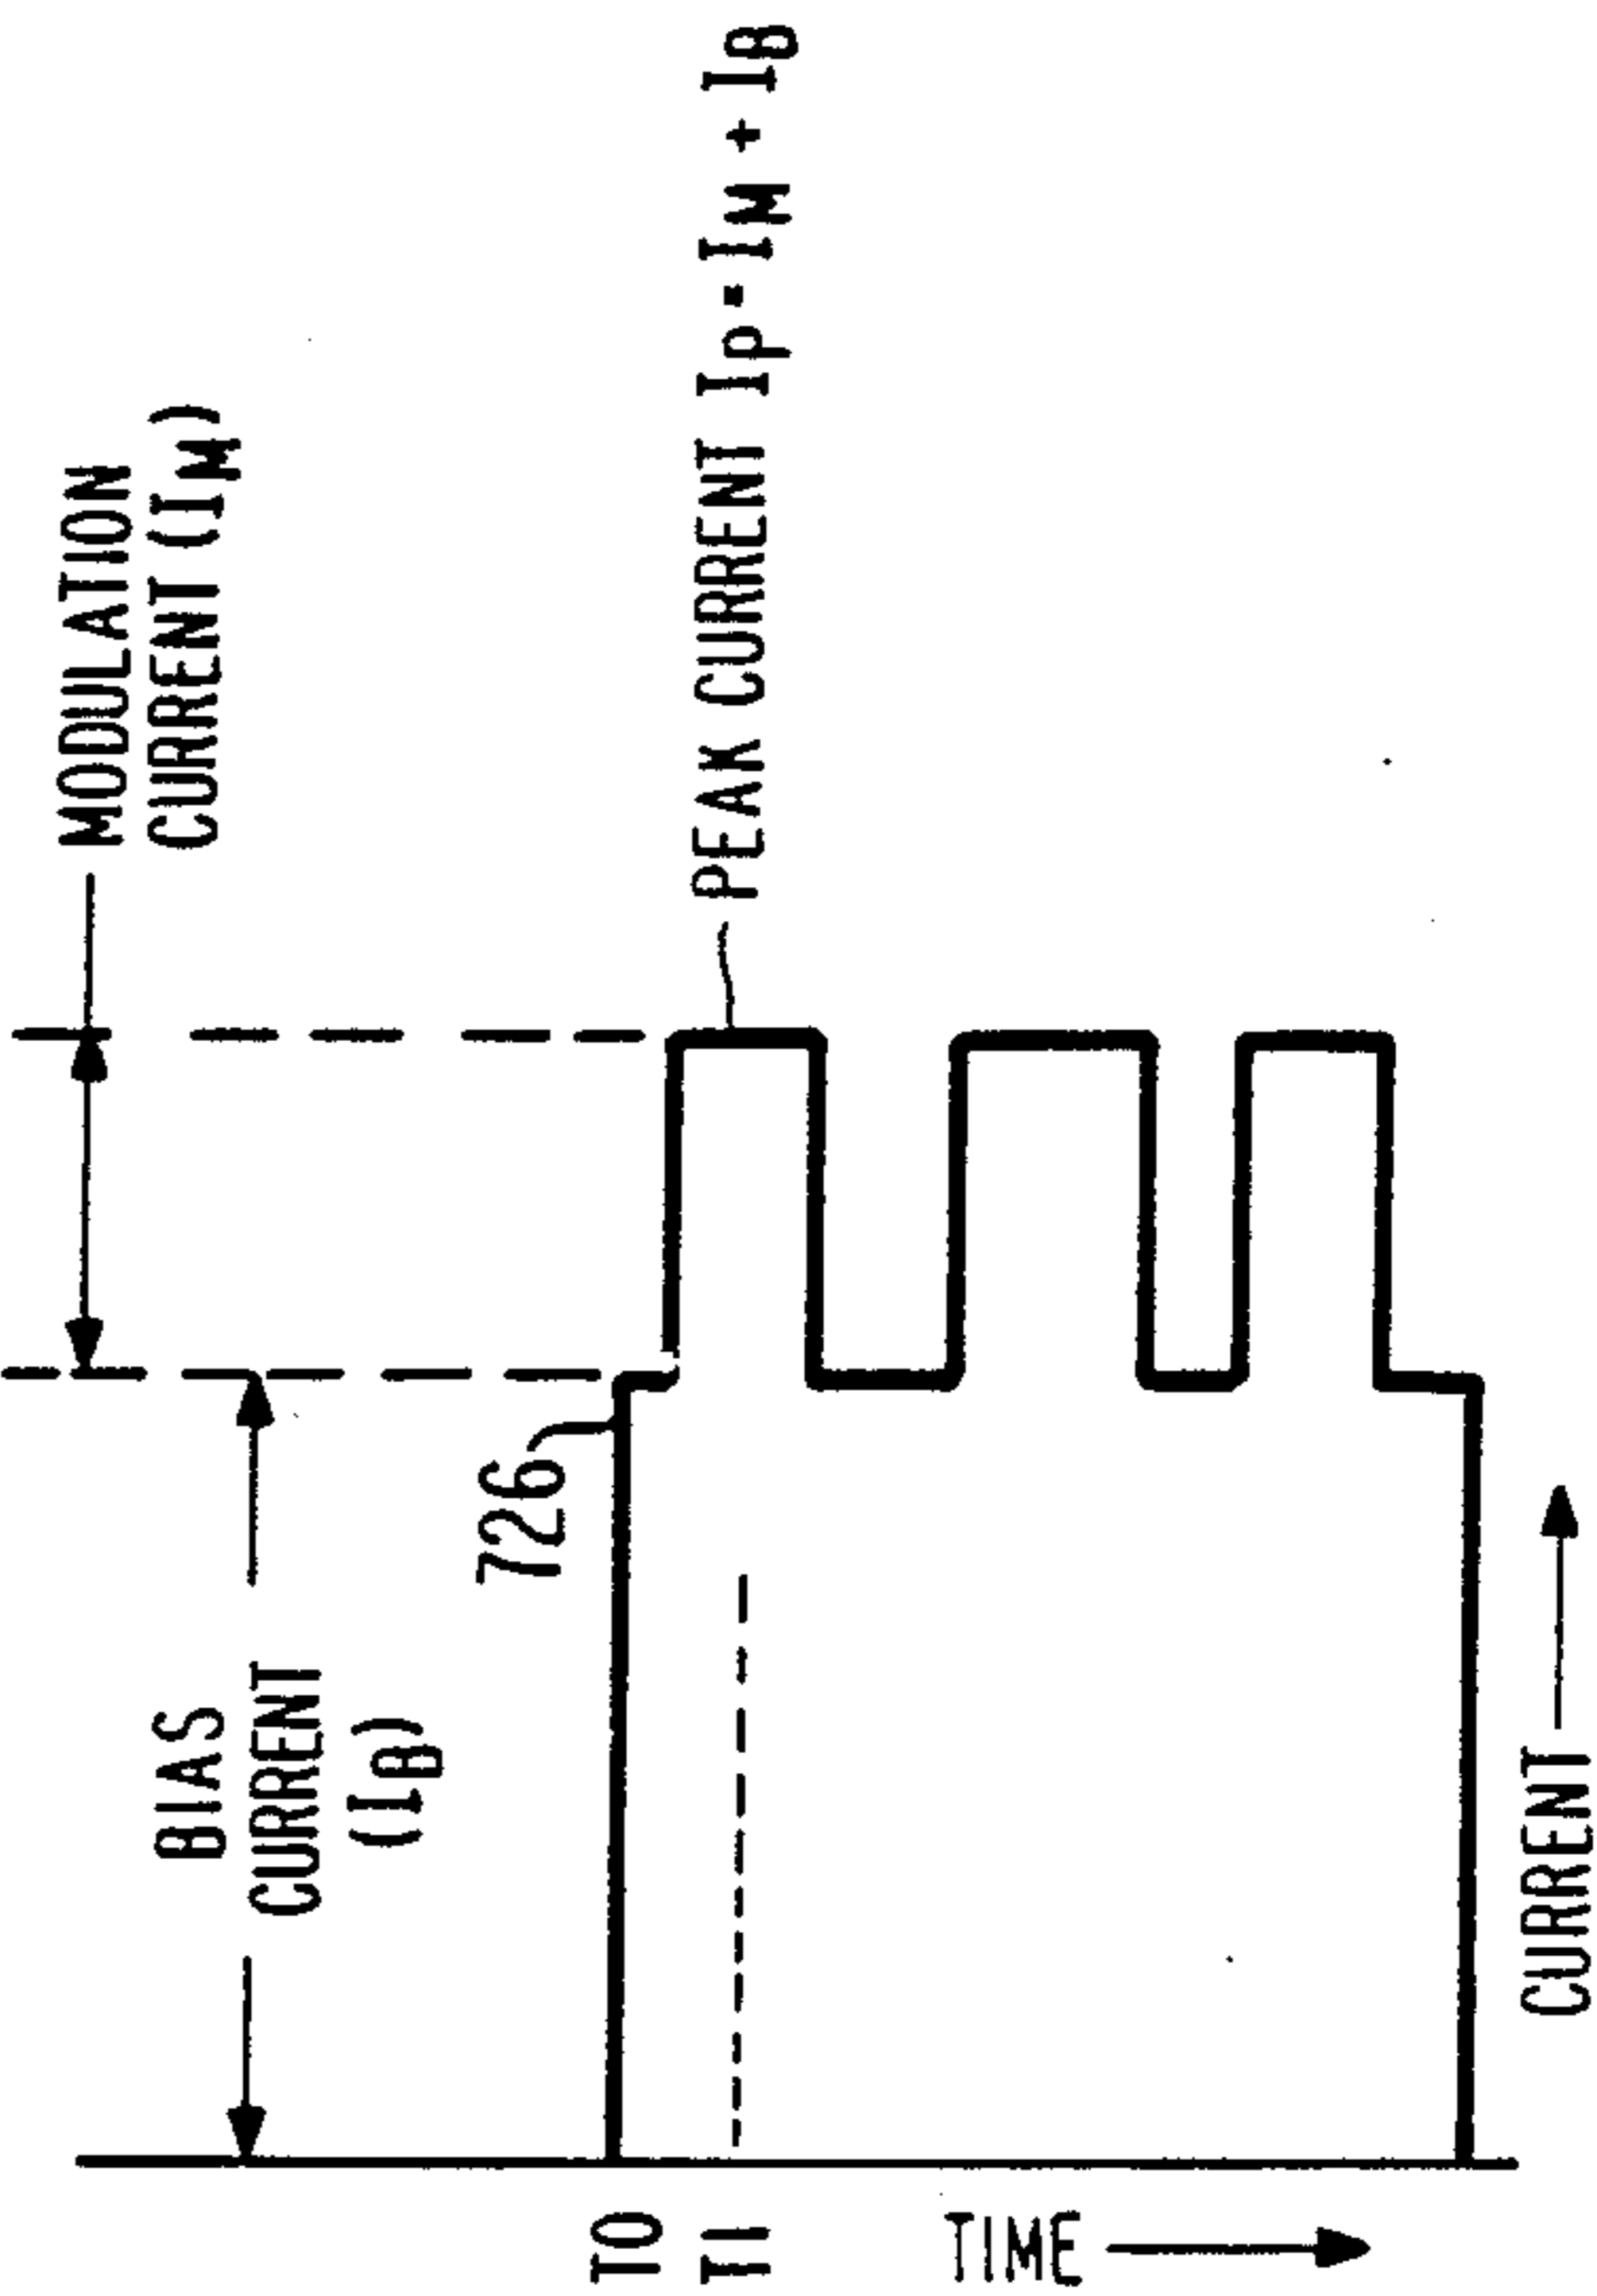 MODULATION
CURRENT (IM)
PEAK CURRENT IP = IM + IB
BIAS
CURRENT
(IB)
726
CURRENT
T0
T1
TIME